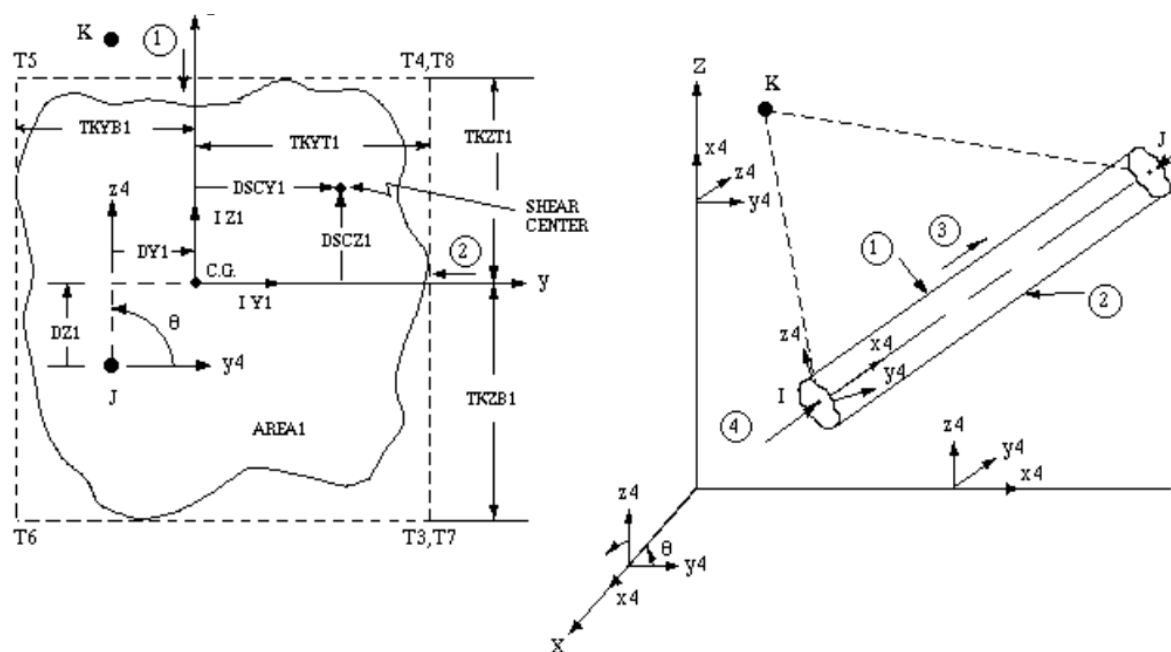 K
1
T5
T4,T8
TKYB1
TKYT1
TKZT1
z4
DSCY1
I Z1
DSCZ1
SHEAR
CENTER
DY1
2
C.G.
y
I Y1
DZ1
θ
y4
J
TKZB1
AREA1
T6
T3,T7
Z
K
x4
z4
y4
J
3
1
2
z4
x4
y4
I
4
z4
y4
x4
z4
θ
y4
x4
X